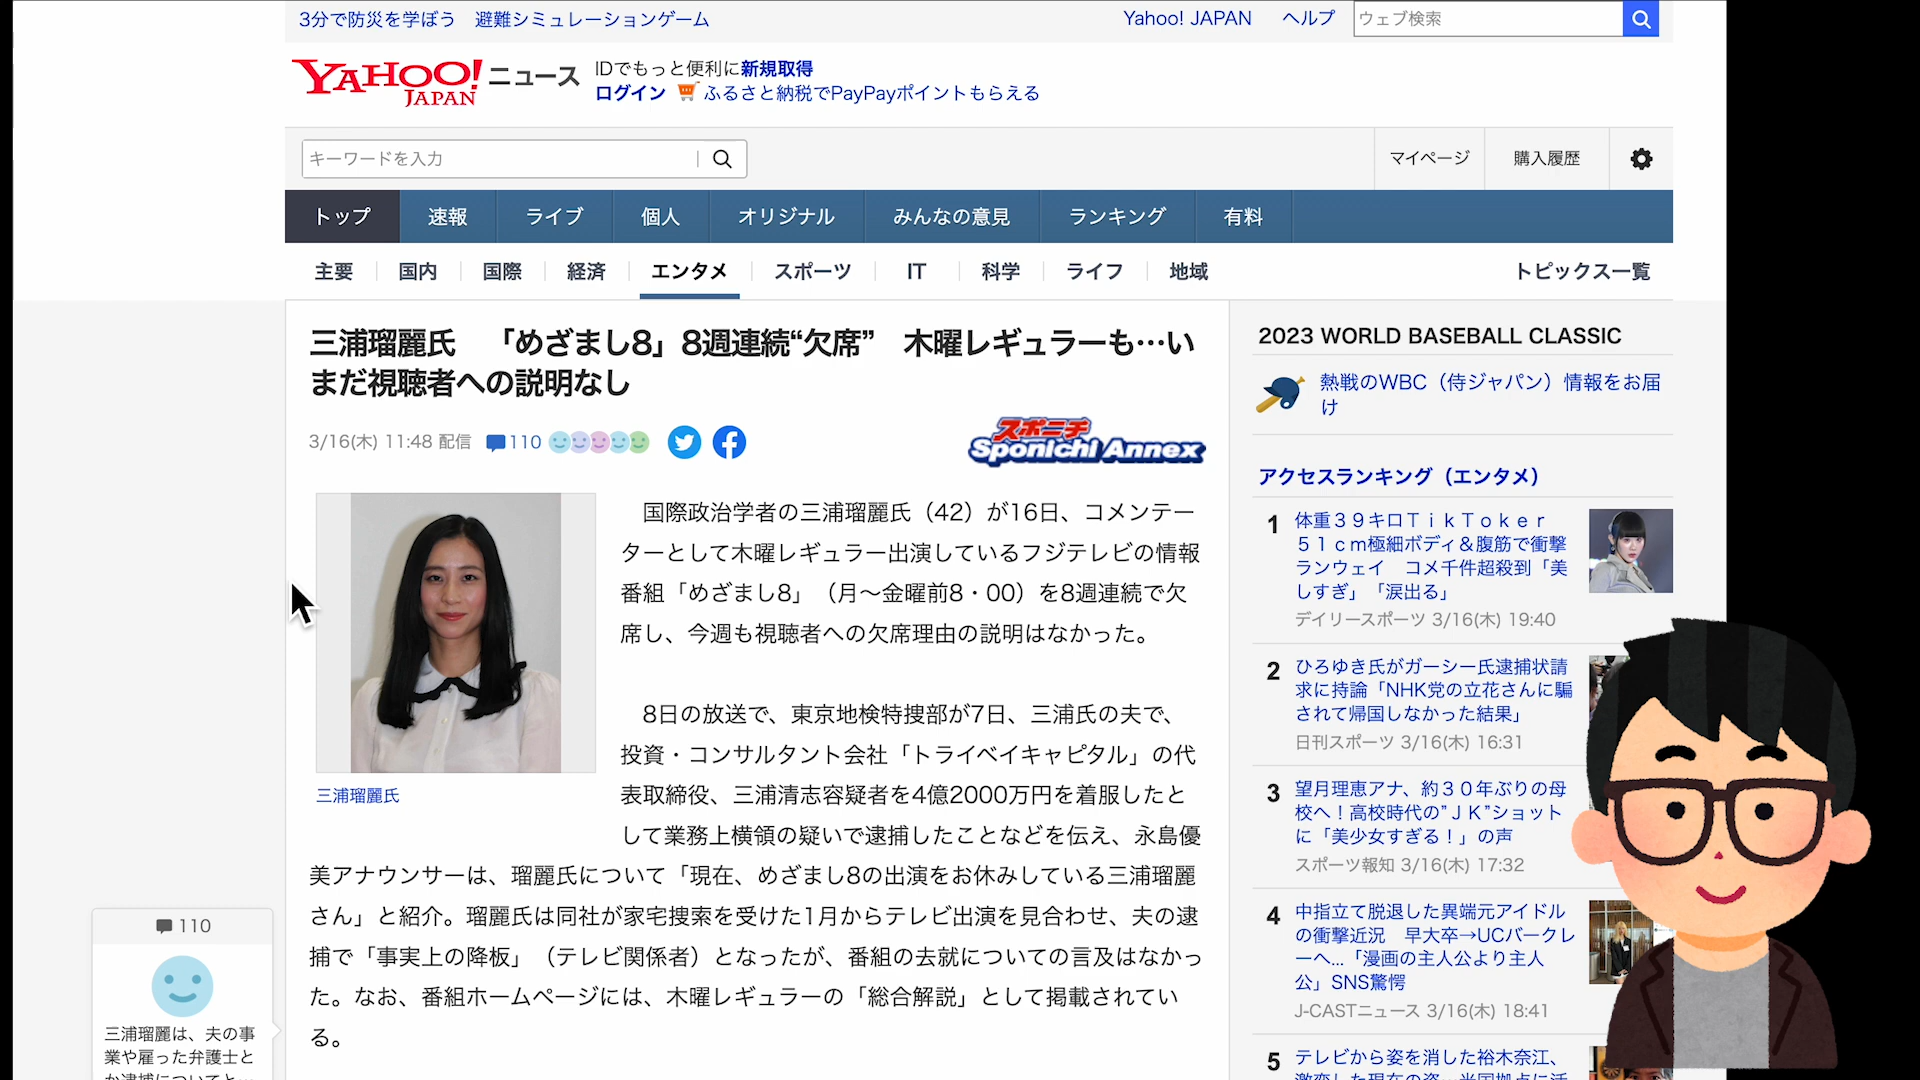 3分で防災を学ぼう 避難シミュレーションゲーム
Yahoo! JAPAN ヘルプ ウェブ検索
YAHOO! JAPAN ニュース
IDでもっと便利に新規取得
ログイン ふるさと納税でPayPayポイントもらえる
キーワードを入力
マイページ 購入履歴
トップ 速報 ライブ 個人 オリジナル みんなの意見 ランキング 有料
主要 国内 国際 経済 エンタメ スポーツ IT 科学 ライフ 地域 トピックス一覧
三浦瑠麗氏 「めざまし8」8週連続“欠席” 木曜レギュラーも…い
まだ視聴者への説明なし
3/16(木) 11:48 配信 110
スポニチ
Sponichi Annex
三浦瑠麗氏
国際政治学者の三浦瑠麗氏（42）が16日、コメンテー
ターとして木曜レギュラー出演しているフジテレビの情報
番組「めざまし8」（月〜金曜前8・00）を8週連続で欠
席し、今週も視聴者への欠席理由の説明はなかった。
8日の放送で、東京地検特捜部が7日、三浦氏の夫で、
投資・コンサルタント会社「トライベイキャピタル」の代
表取締役、三浦清志容疑者を4億2000万円を着服したと
して業務上横領の疑いで逮捕したことなどを伝え、永島優
美アナウンサーは、瑠麗氏について「現在、めざまし8の出演をお休みしている三浦瑠麗
さん」と紹介。瑠麗氏は同社が家宅捜索を受けた1月からテレビ出演を見合わせ、夫の逮
捕で「事実上の降板」（テレビ関係者）となったが、番組の去就についての言及はなかっ
た。なお、番組ホームページには、木曜レギュラーの「総合解説」として掲載されてい
る。
110
三浦瑠麗は、夫の事
業や雇った弁護士と
か逮捕についてと…
2023 WORLD BASEBALL CLASSIC
熱戦のWBC（侍ジャパン）情報をお届
け
アクセスランキング（エンタメ）
1 体重３９キロＴｉｋＴｏｋｅｒ
５１ｃｍ極細ボディ＆腹筋で衝撃
ランウェイ コメ千件超殺到「美
しすぎ」「涙出る」
デイリースポーツ 3/16(木) 19:40
2 ひろゆき氏がガーシー氏逮捕状請
求に持論「NHK党の立花さんに騙
されて帰国しなかった結果」
日刊スポーツ 3/16(木) 16:31
3 望月理恵アナ、約３０年ぶりの母
校へ！高校時代の”ＪＫ”ショット
に「美少女すぎる！」の声
スポーツ報知 3/16(木) 17:32
4 中指立て脱退した異端元アイドル
の衝撃近況 早大卒→UCバークレ
ーへ...「漫画の主人公より主人
公」SNS驚愕
J-CASTニュース 3/16(木) 18:41
5 テレビから姿を消した裕木奈江、